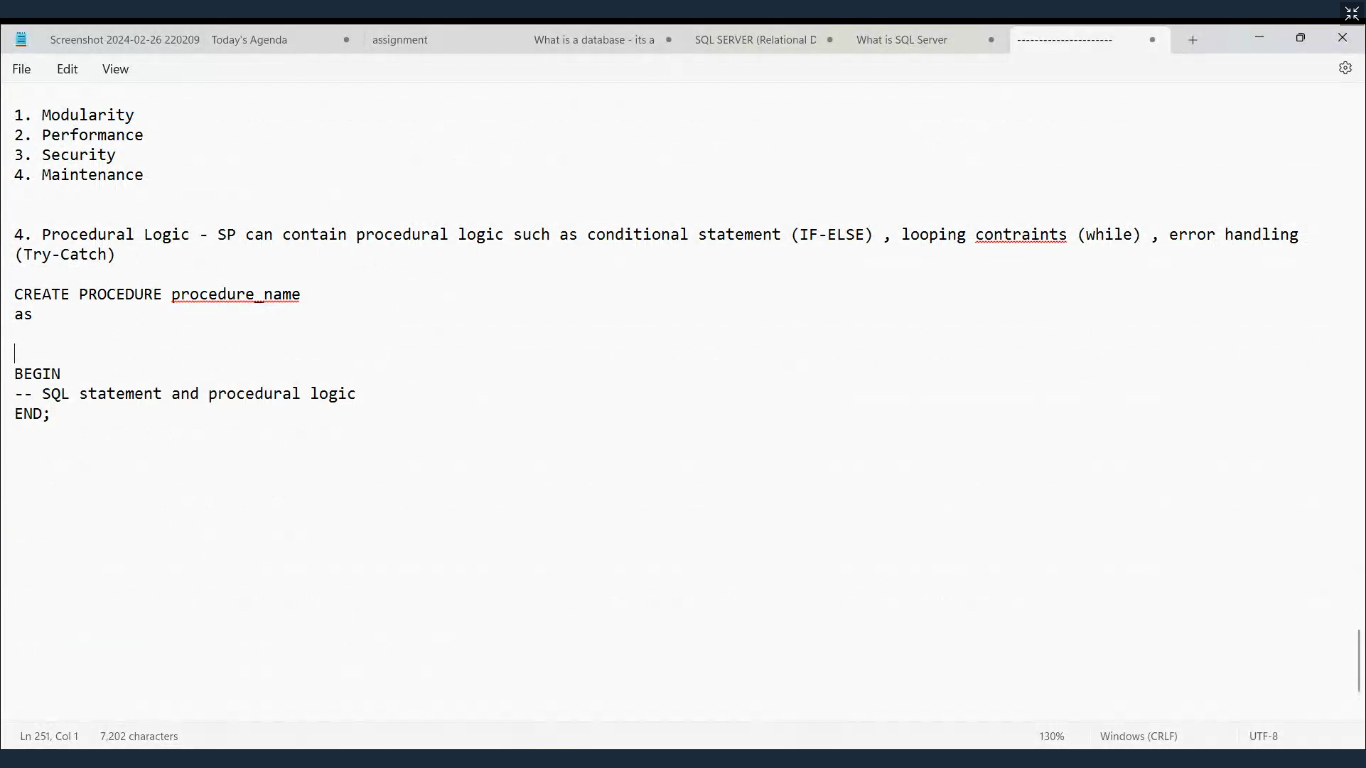 Screenshot 2024-02-26 220209 Today's Agenda assignment What is a database - its a SQL SERVER (Relational D What is SQL Server ----------------------
File Edit View
1. Modularity
2. Performance
3. Security
4. Maintenance
4. Procedural Logic - SP can contain procedural logic such as conditional statement (IF-ELSE) , looping contraints (while) , error handling
(Try-Catch)
CREATE PROCEDURE procedure_name
as
BEGIN
-- SQL statement and procedural logic
END;
Ln 251, Col 1 7,202 characters 130% Windows (CRLF) UTF-8